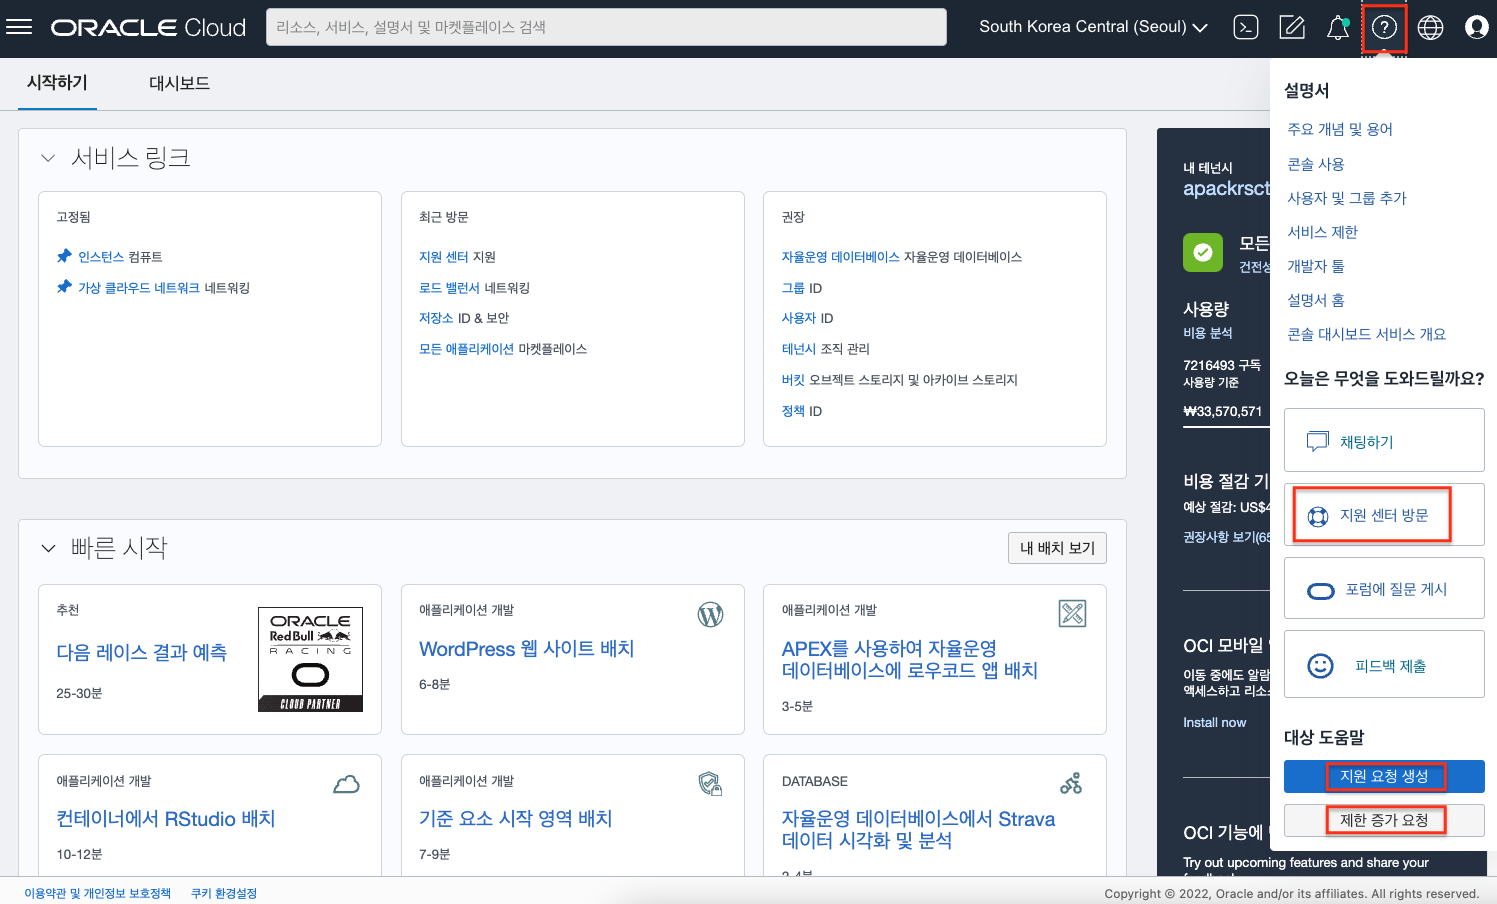 ORACLE Cloud
리소스, 서비스, 설명서 및 마켓플레이스 검색
South Korea Central (Seoul)
시작하기
대시보드
서비스 링크
고정됨
인스턴스 컴퓨트
가상 클라우드 네트워크 네트워킹
최근 방문
지원 센터 지원
로드 밸런서 네트워킹
저장소 ID & 보안
모든 애플리케이션 마켓플레이스
권장
자율운영 데이터베이스 자율운영 데이터베이스
그룹 ID
사용자 ID
테넌시 조직 관리
버킷 오브젝트 스토리지 및 아카이브 스토리지
정책 ID
빠른 시작
내 배치 보기
추천
다음 레이스 결과 예측
25-30분
ORACLE
Red Bull
RACING
CLOUD PARTNER
애플리케이션 개발
WordPress 웹 사이트 배치
6-8분
애플리케이션 개발
APEX를 사용하여 자율운영
데이터베이스에 로우코드 앱 배치
3-5분
애플리케이션 개발
컨테이너에서 RStudio 배치
10-12분
애플리케이션 개발
기준 요소 시작 영역 배치
7-9분
DATABASE
자율운영 데이터베이스에서 Strava
데이터 시각화 및 분석
내 테넌시
apackrsct
모든
건전성
사용량
비용 분석
7216493 구독
사용량 기준
₩33,570,571
비용 절감 기
예상 절감: US$4
권장사항 보기(65
OCI 모바일
이동 중에도 알람
액세스하고 리소스
Install now
OCI 기능에
Try out upcoming features and share your
설명서
주요 개념 및 용어
콘솔 사용
사용자 및 그룹 추가
서비스 제한
개발자 툴
설명서 홈
콘솔 대시보드 서비스 개요
오늘은 무엇을 도와드릴까요?
채팅하기
지원 센터 방문
포럼에 질문 게시
피드백 제출
대상 도움말
지원 요청 생성
제한 증가 요청
이용약관 및 개인정보 보호정책
쿠키 환경설정
Copyright © 2022, Oracle and/or its affiliates. All rights reserved.